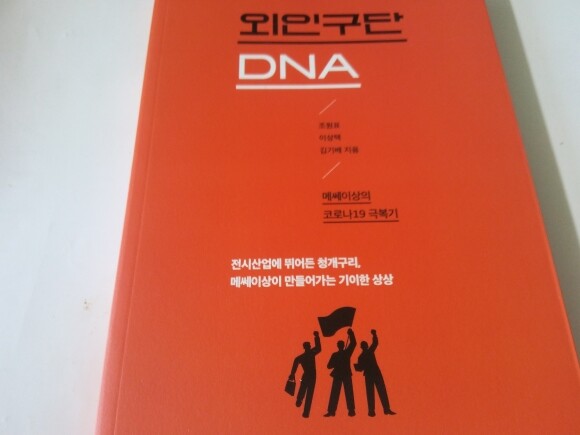 외인구단
DNA
조원표
이상택
김기배 지음
메쎄이상의
코로나19 극복기
전시산업에 뛰어든 청개구리,
메쎄이상이 만들어가는 기이한 상상